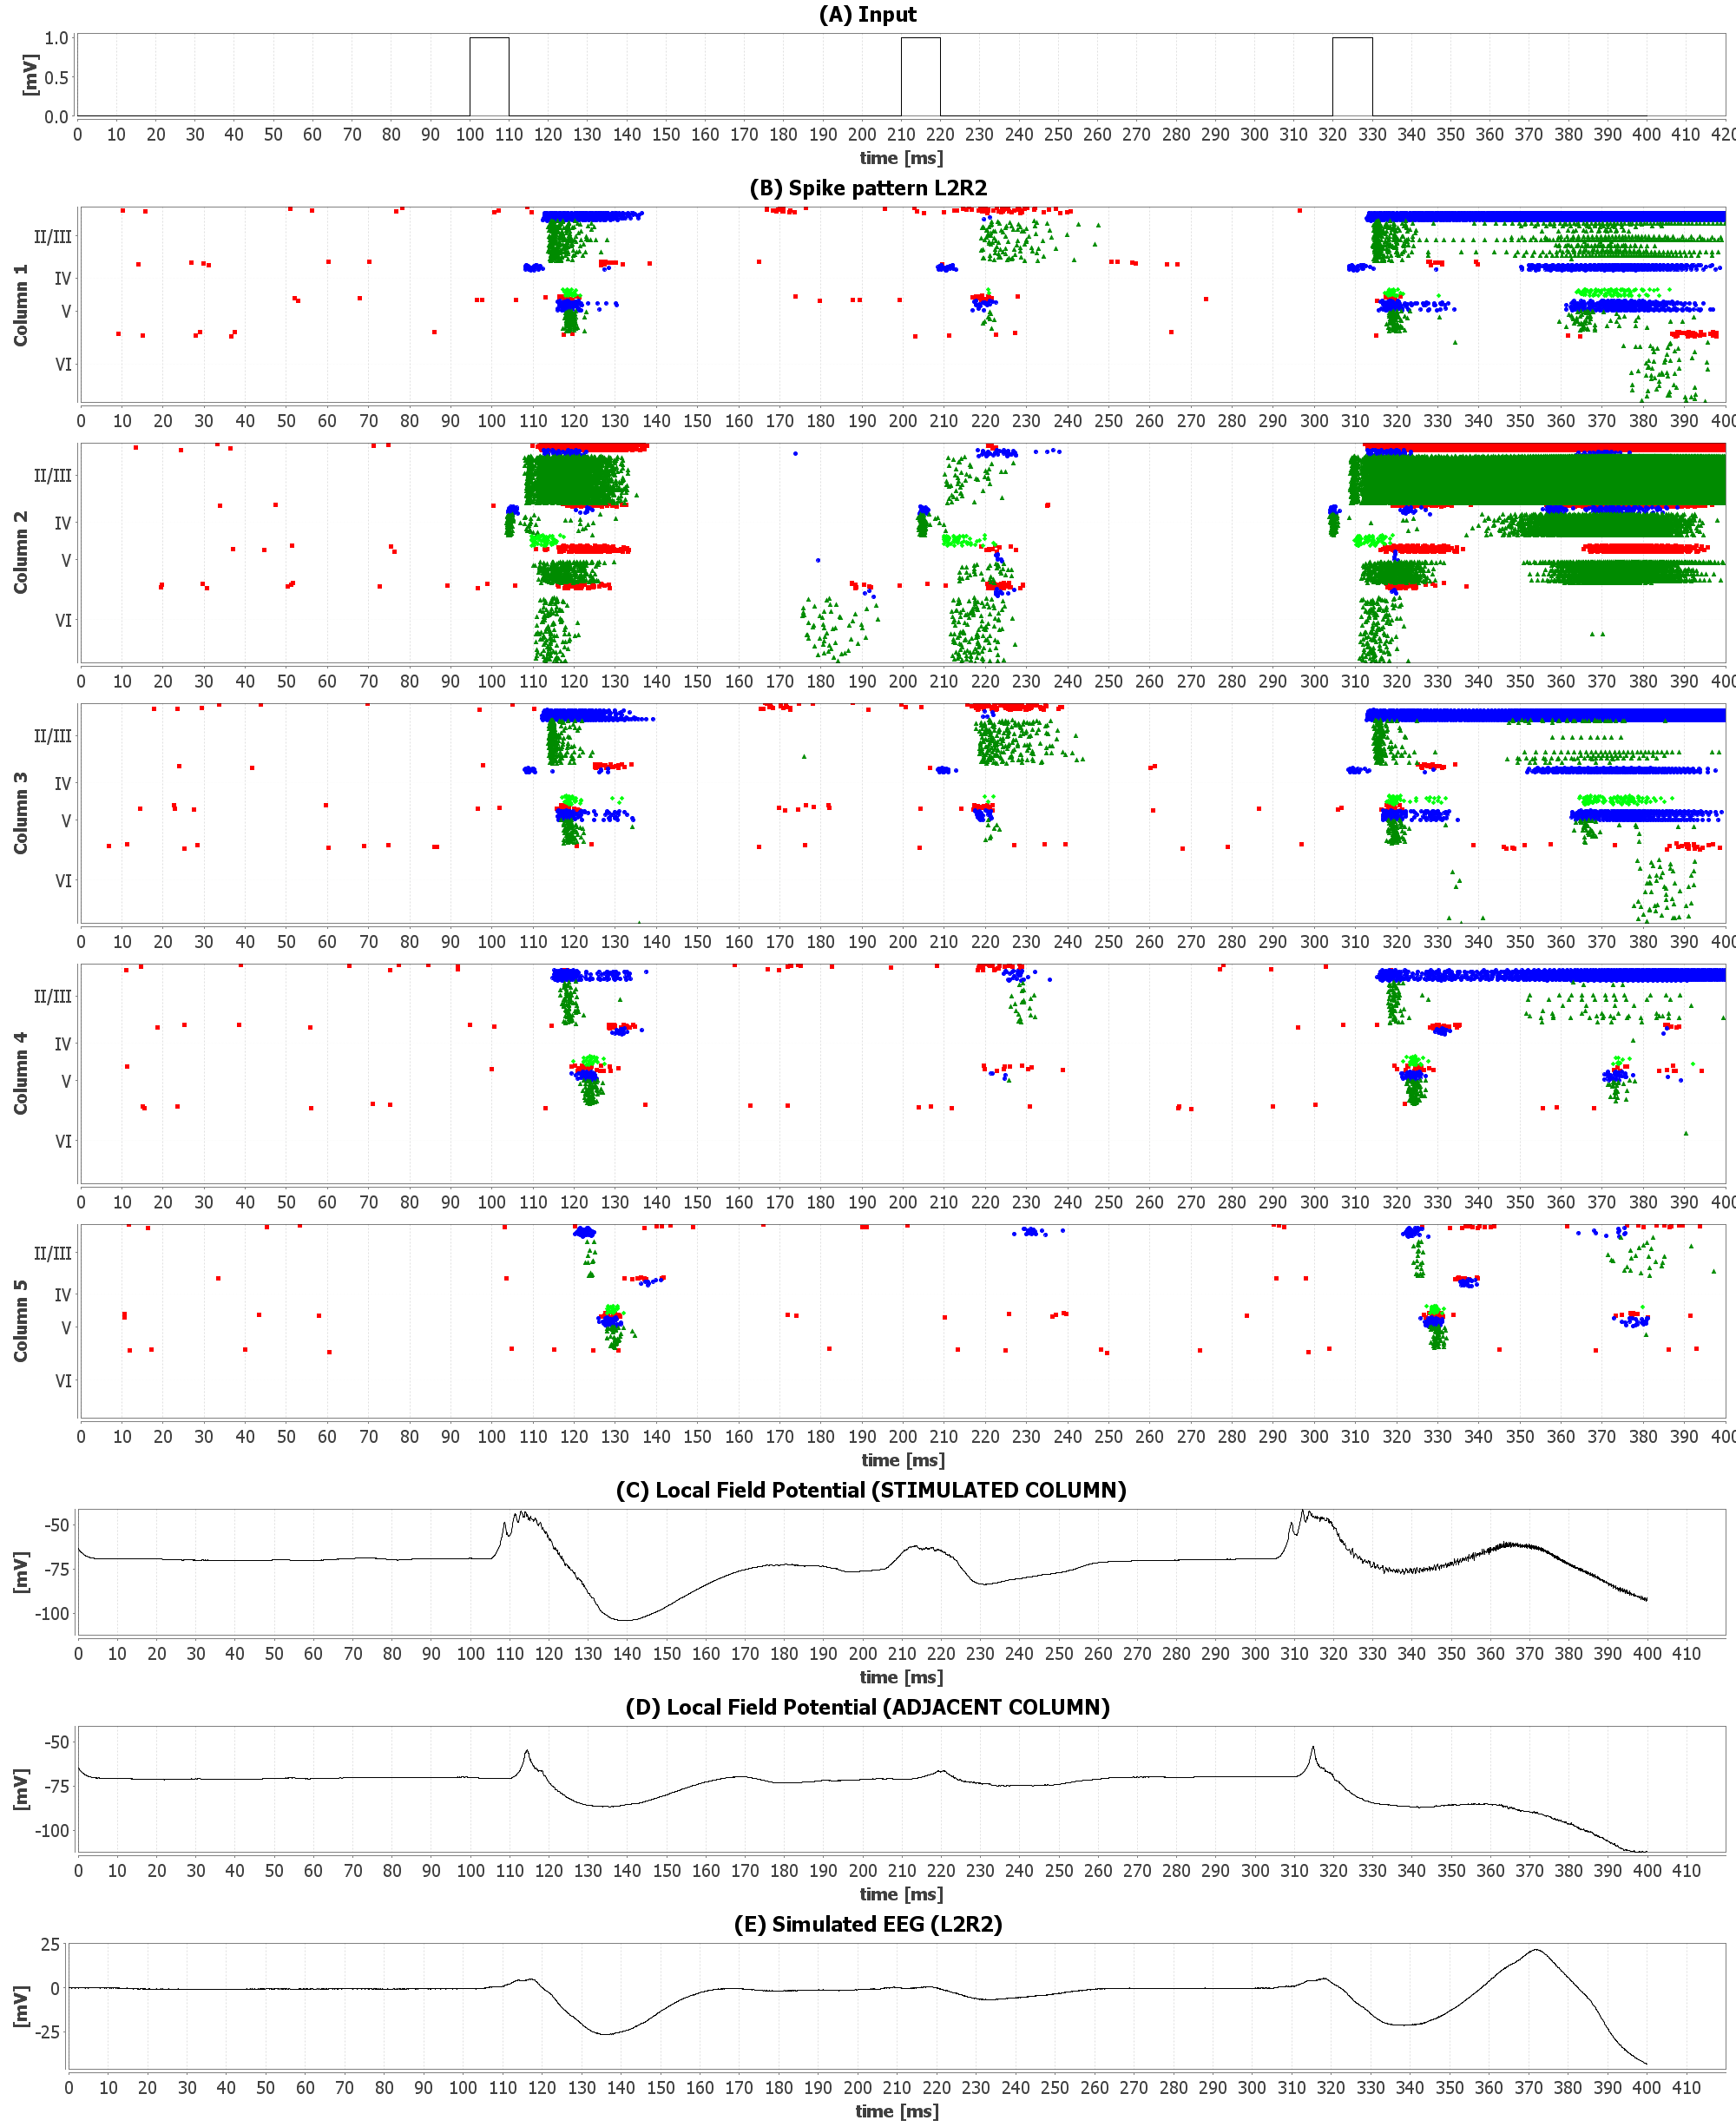 (A) Input
[mV]
1.0
0.5
0.0
0 10 20 30 40 50 60 70 80 90 100 110 120 130 140 150 160 170 180 190 200 210 220 230 240 250 260 270 280 290 300 310 320 330 340 350 360 370 380 390 400 410 420
time [ms]
(B) Spike pattern L2R2
Column 1
II/III
IV
V
VI
0 10 20 30 40 50 60 70 80 90 100 110 120 130 140 150 160 170 180 190 200 210 220 230 240 250 260 270 280 290 300 310 320 330 340 350 360 370 380 390 400
Column 2
II/III
IV
V
VI
0 10 20 30 40 50 60 70 80 90 100 110 120 130 140 150 160 170 180 190 200 210 220 230 240 250 260 270 280 290 300 310 320 330 340 350 360 370 380 390 400
Column 3
II/III
IV
V
VI
0 10 20 30 40 50 60 70 80 90 100 110 120 130 140 150 160 170 180 190 200 210 220 230 240 250 260 270 280 290 300 310 320 330 340 350 360 370 380 390 400
Column 4
II/III
IV
V
VI
0 10 20 30 40 50 60 70 80 90 100 110 120 130 140 150 160 170 180 190 200 210 220 230 240 250 260 270 280 290 300 310 320 330 340 350 360 370 380 390 400
Column 5
II/III
IV
V
VI
0 10 20 30 40 50 60 70 80 90 100 110 120 130 140 150 160 170 180 190 200 210 220 230 240 250 260 270 280 290 300 310 320 330 340 350 360 370 380 390 400
time [ms]
(C) Local Field Potential (STIMULATED COLUMN)
[mV]
-50
-75
-100
0 10 20 30 40 50 60 70 80 90 100 110 120 130 140 150 160 170 180 190 200 210 220 230 240 250 260 270 280 290 300 310 320 330 340 350 360 370 380 390 400 410
time [ms]
(D) Local Field Potential (ADJACENT COLUMN)
[mV]
-50
-75
-100
0 10 20 30 40 50 60 70 80 90 100 110 120 130 140 150 160 170 180 190 200 210 220 230 240 250 260 270 280 290 300 310 320 330 340 350 360 370 380 390 400 410
time [ms]
(E) Simulated EEG (L2R2)
[mV]
25
0
-25
0 10 20 30 40 50 60 70 80 90 100 110 120 130 140 150 160 170 180 190 200 210 220 230 240 250 260 270 280 290 300 310 320 330 340 350 360 370 380 390 400 410
time [ms]